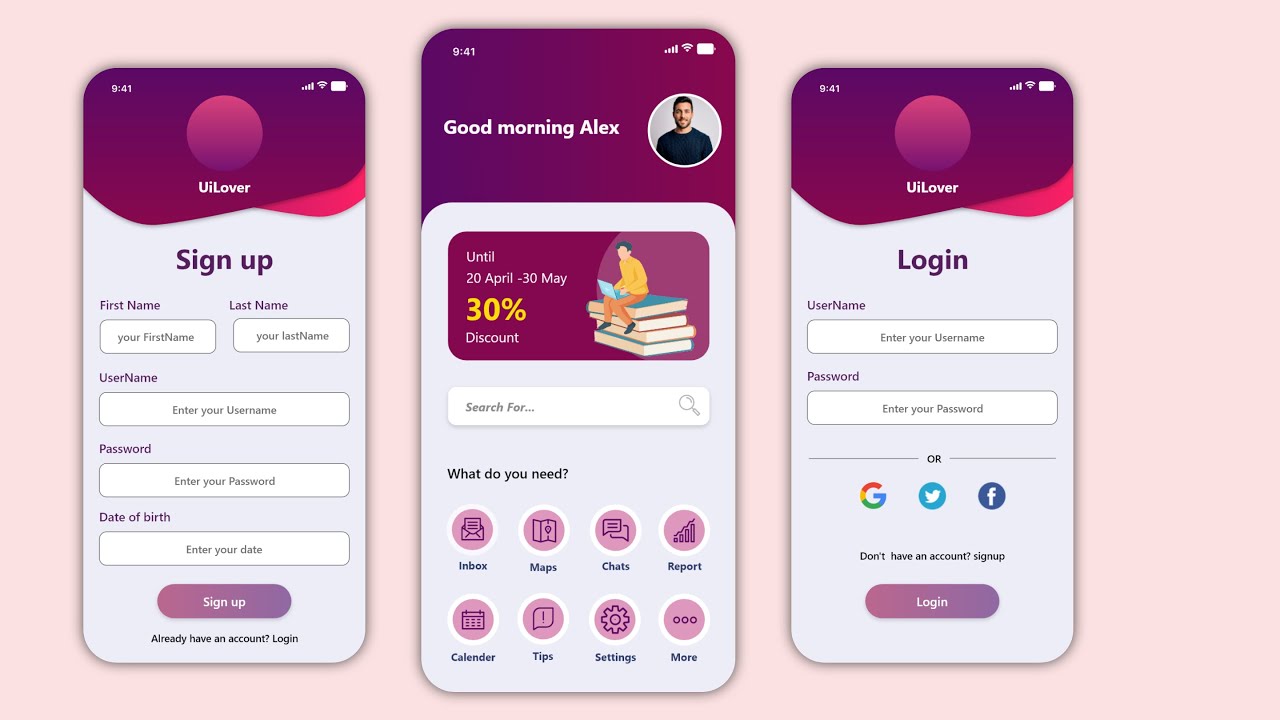 9:41
UiLover
Sign up
First Name Last Name
your FirstName your lastName
UserName
Enter your Username
Password
Enter your Password
Date of birth
Enter your date
Sign up
Already have an account? Login
9:41
Good morning Alex
Until
20 April -30 May
30%
Discount
Search For...
What do you need?
Inbox Maps Chats Report
Calender Tips Settings More
9:41
UiLover
Login
UserName
Enter your Username
Password
Enter your Password
OR
Don't have an account? signup
Login